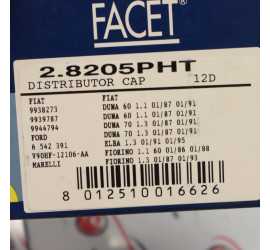 FACET
2.8205PHT
DISTRIBUTOR CAP 12D
FIAT FIAT
9938273 DUNA 60 1.1 01/87 01/91
9939787 DUNA 60 1.1 01/87 01/91
9944794 DUNA 70 1.3 01/87 01/91
FORD DUNA 70 1.3 01/87 01/91
6 542 391 ELBA 1.3 01/91 01/95
V90HF-12106-AA FIORINO 1.1 60 01/86 01/88
MARELLI FIORINO 1.3 01/87 01/93
8 012510 016626